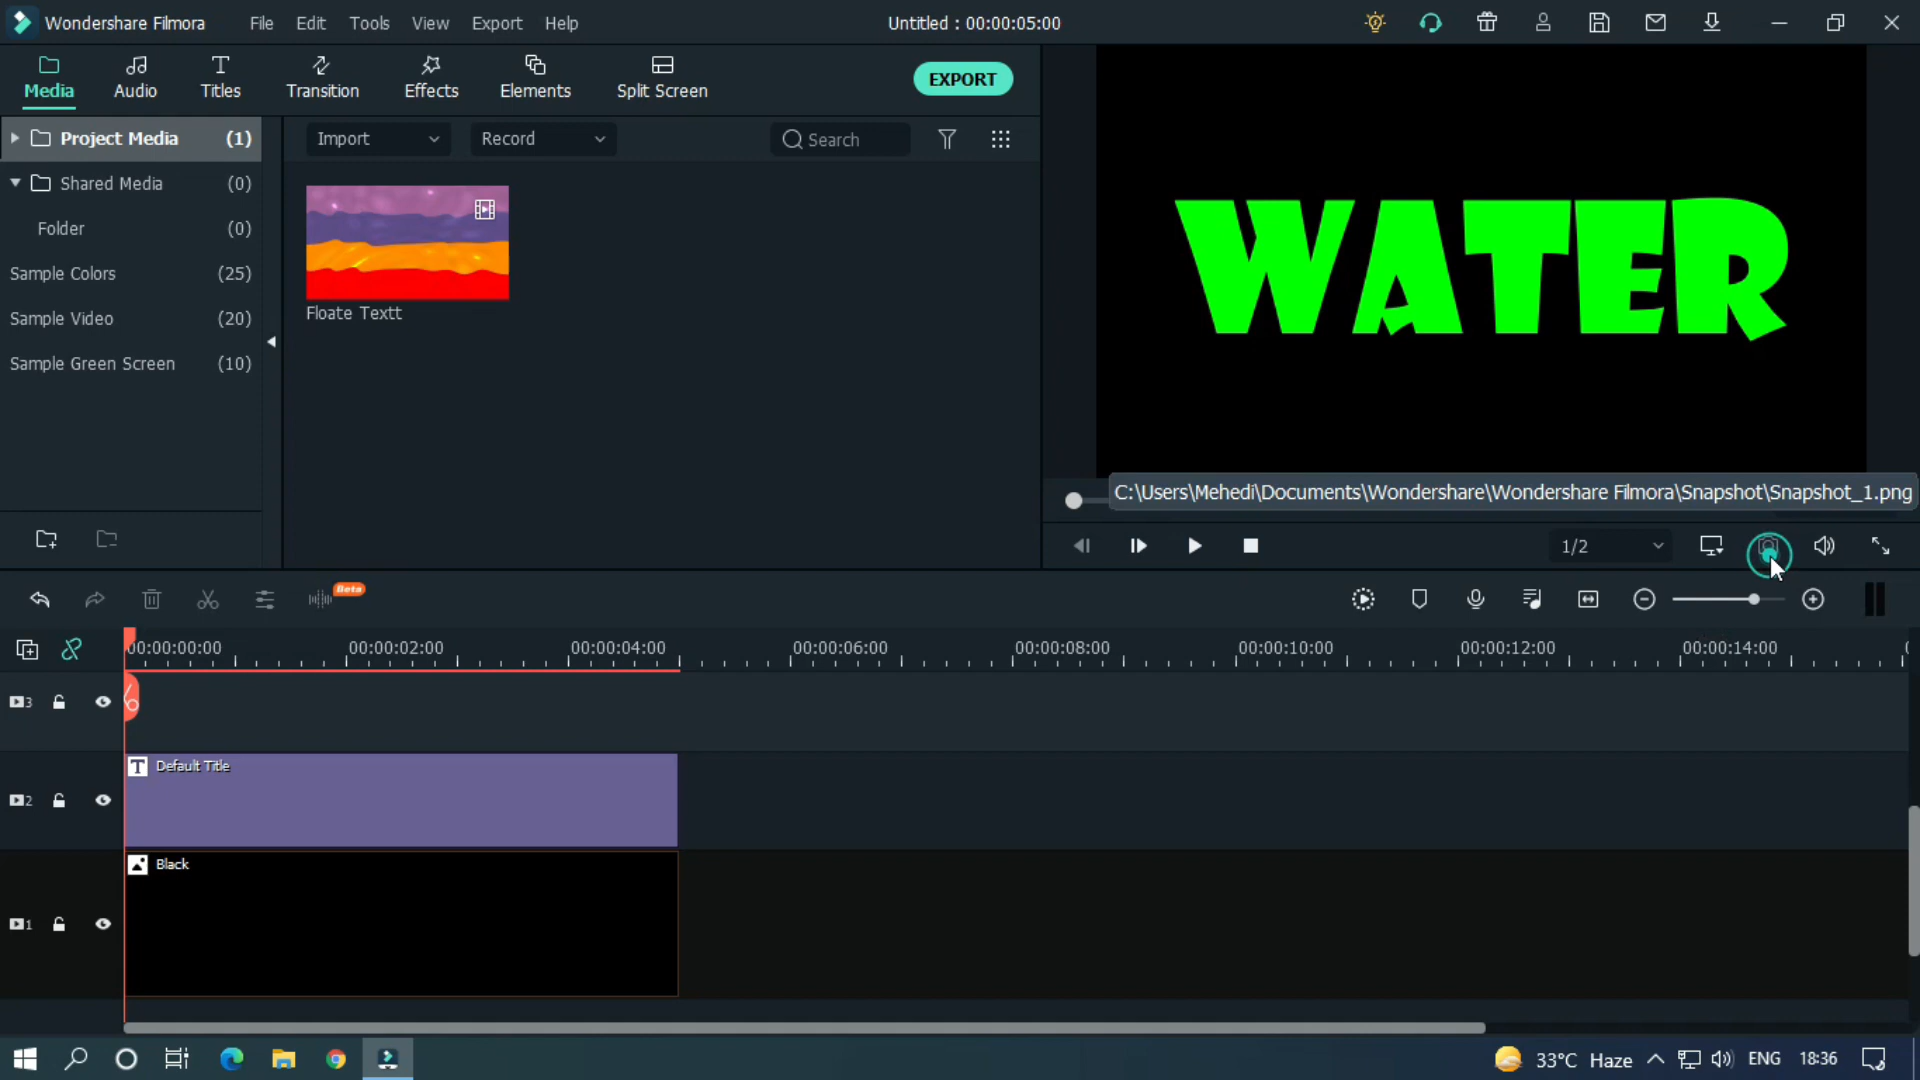 Wondershare Filmora File Edit Tools View Export Help Untitled : 00:00:05:00
Media Audio Titles Transition Effects Elements Split Screen EXPORT
Project Media (1)
Shared Media (0)
Folder (0)
Sample Colors (25)
Sample Video (20)
Sample Green Screen (10)
Import Record Search
Floate Textt
WATER
C:\Users\Mehedi\Documents\Wondershare\Wondershare Filmora\Snapshot\Snapshot_1.png
1/2
Beta
00:00:00:00 00:00:02:00 00:00:04:00 00:00:06:00 00:00:08:00 00:00:10:00 00:00:12:00 00:00:14:00
3
T Default Title
2
Black
1
33°C Haze ENG 18:36